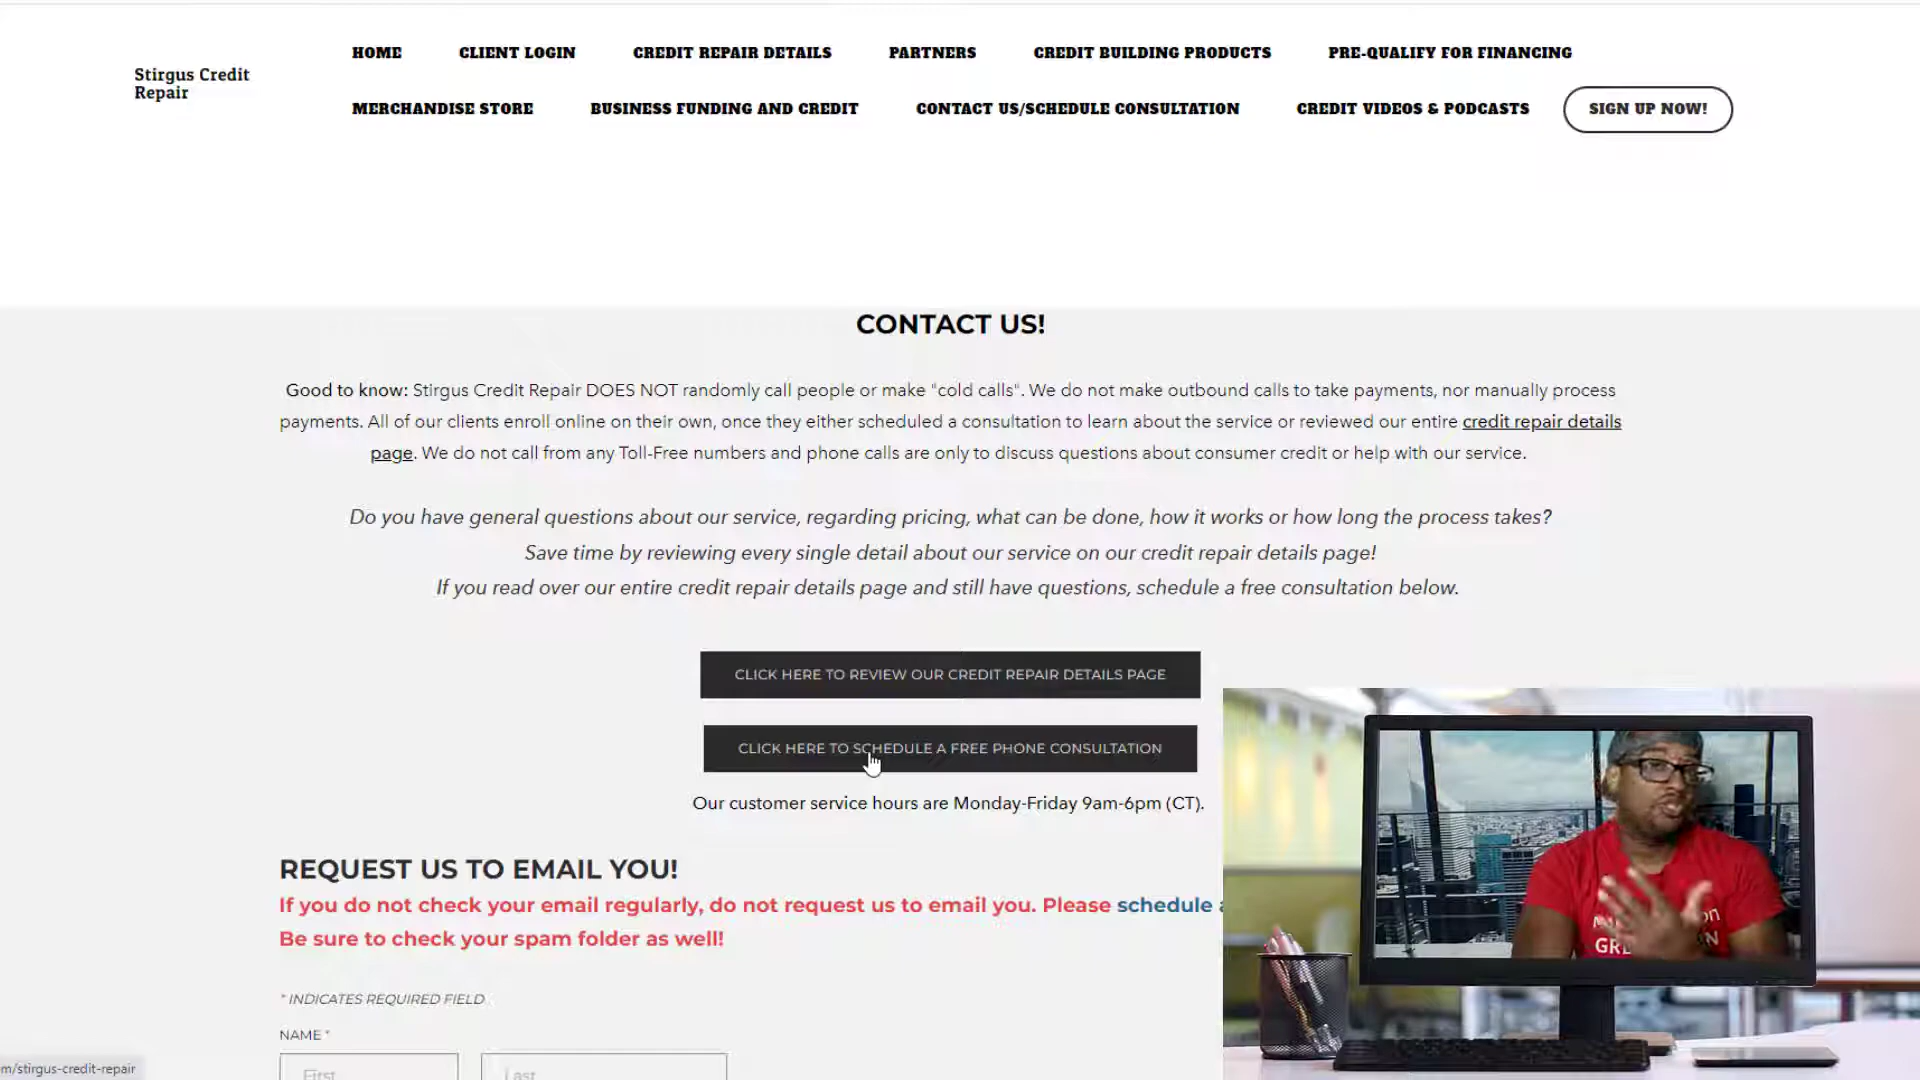 HOME CLIENT LOGIN CREDIT REPAIR DETAILS PARTNERS CREDIT BUILDING PRODUCTS PRE-QUALIFY FOR FINANCING
Stirgus Credit
Repair
MERCHANDISE STORE BUSINESS FUNDING AND CREDIT CONTACT US/SCHEDULE CONSULTATION CREDIT VIDEOS & PODCASTS SIGN UP NOW!
CONTACT US!
Good to know: Stirgus Credit Repair DOES NOT randomly call people or make "cold calls". We do not make outbound calls to take payments, nor manually process
payments. All of our clients enroll online on their own, once they either scheduled a consultation to learn about the service or reviewed our entire credit repair details
page. We do not call from any Toll-Free numbers and phone calls are only to discuss questions about consumer credit or help with our service.
Do you have general questions about our service, regarding pricing, what can be done, how it works or how long the process takes?
Save time by reviewing every single detail about our service on our credit repair details page!
If you read over our entire credit repair details page and still have questions, schedule a free consultation below.
CLICK HERE TO REVIEW OUR CREDIT REPAIR DETAILS PAGE
CLICK HERE TO SCHEDULE A FREE PHONE CONSULTATION
Our customer service hours are Monday-Friday 9am-6pm (CT).
REQUEST US TO EMAIL YOU!
If you do not check your email regularly, do not request us to email you. Please schedule a
Be sure to check your spam folder as well!
* INDICATES REQUIRED FIELD
NAME *
First Last
m/stirgus-credit-repair